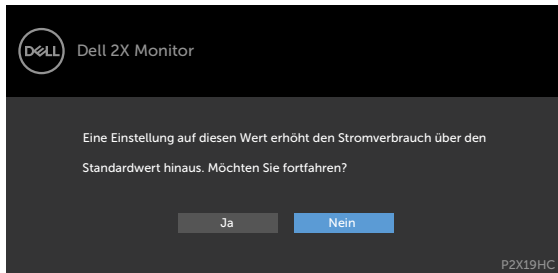 DELL
Dell 2X Monitor
Eine Einstellung auf diesen Wert erhöht den Stromverbrauch über den
Standardwert hinaus. Möchten Sie fortfahren?
Ja
Nein
P2X19HC